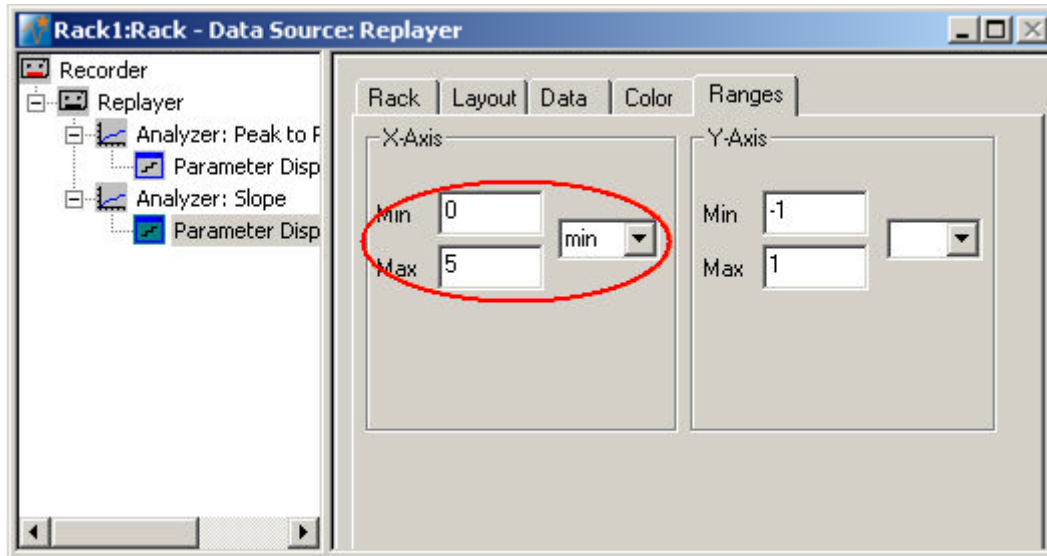 Rack1:Rack - Data Source: Replayer
Recorder
Replayer
Analyzer: Peak to P
Parameter Disp
Analyzer: Slope
Parameter Disp
Rack Layout Data Color Ranges
X-Axis
Min 0
min
Max 5
Y-Axis
Min -1
Max 1